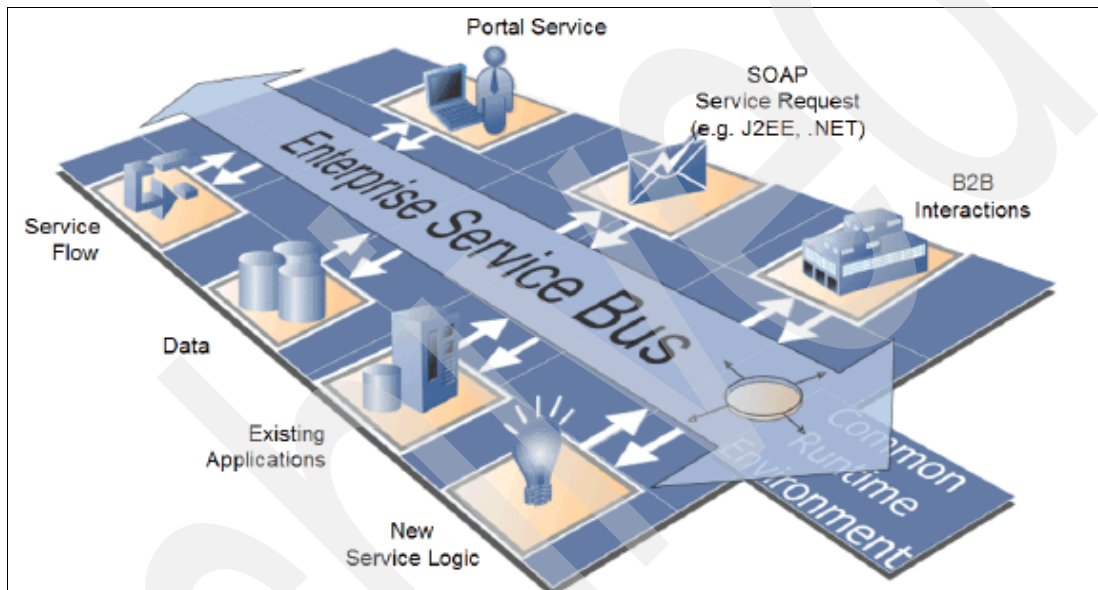 Portal Service
SOAP
Service Request
(e.g. J2EE, .NET)
B2B
Interactions
Enterprise Service Bus
Service
Flow
Data
Existing
Applications
New
Service Logic
Common
Runtime
Environment